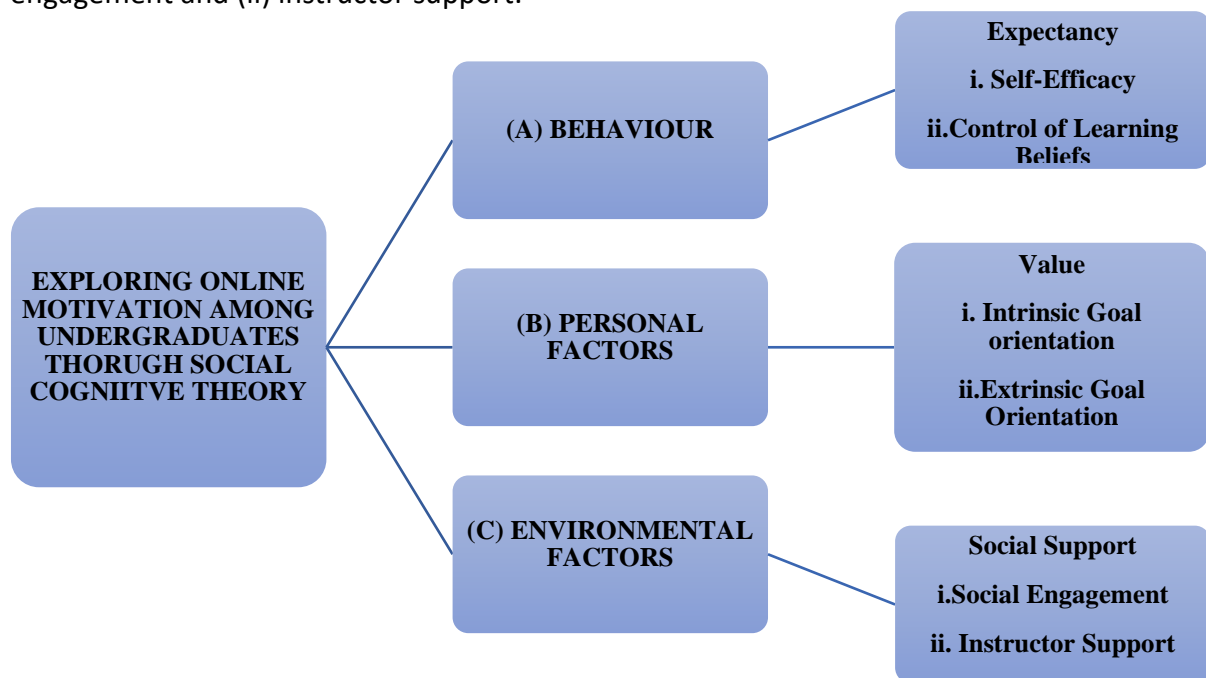 engagement and (ii) instructor support.
EXPLORING ONLINE
MOTIVATION AMONG
UNDERGRADUATES
THORUGH SOCIAL
COGNIITVE THEORY
(A) BEHAVIOUR
Expectancy
i. Self-Efficacy
ii.Control of Learning
Beliefs
(B) PERSONAL
FACTORS
Value
i. Intrinsic Goal
orientation
ii.Extrinsic Goal
Orientation
(C) ENVIRONMENTAL
FACTORS
Social Support
i.Social Engagement
ii. Instructor Support